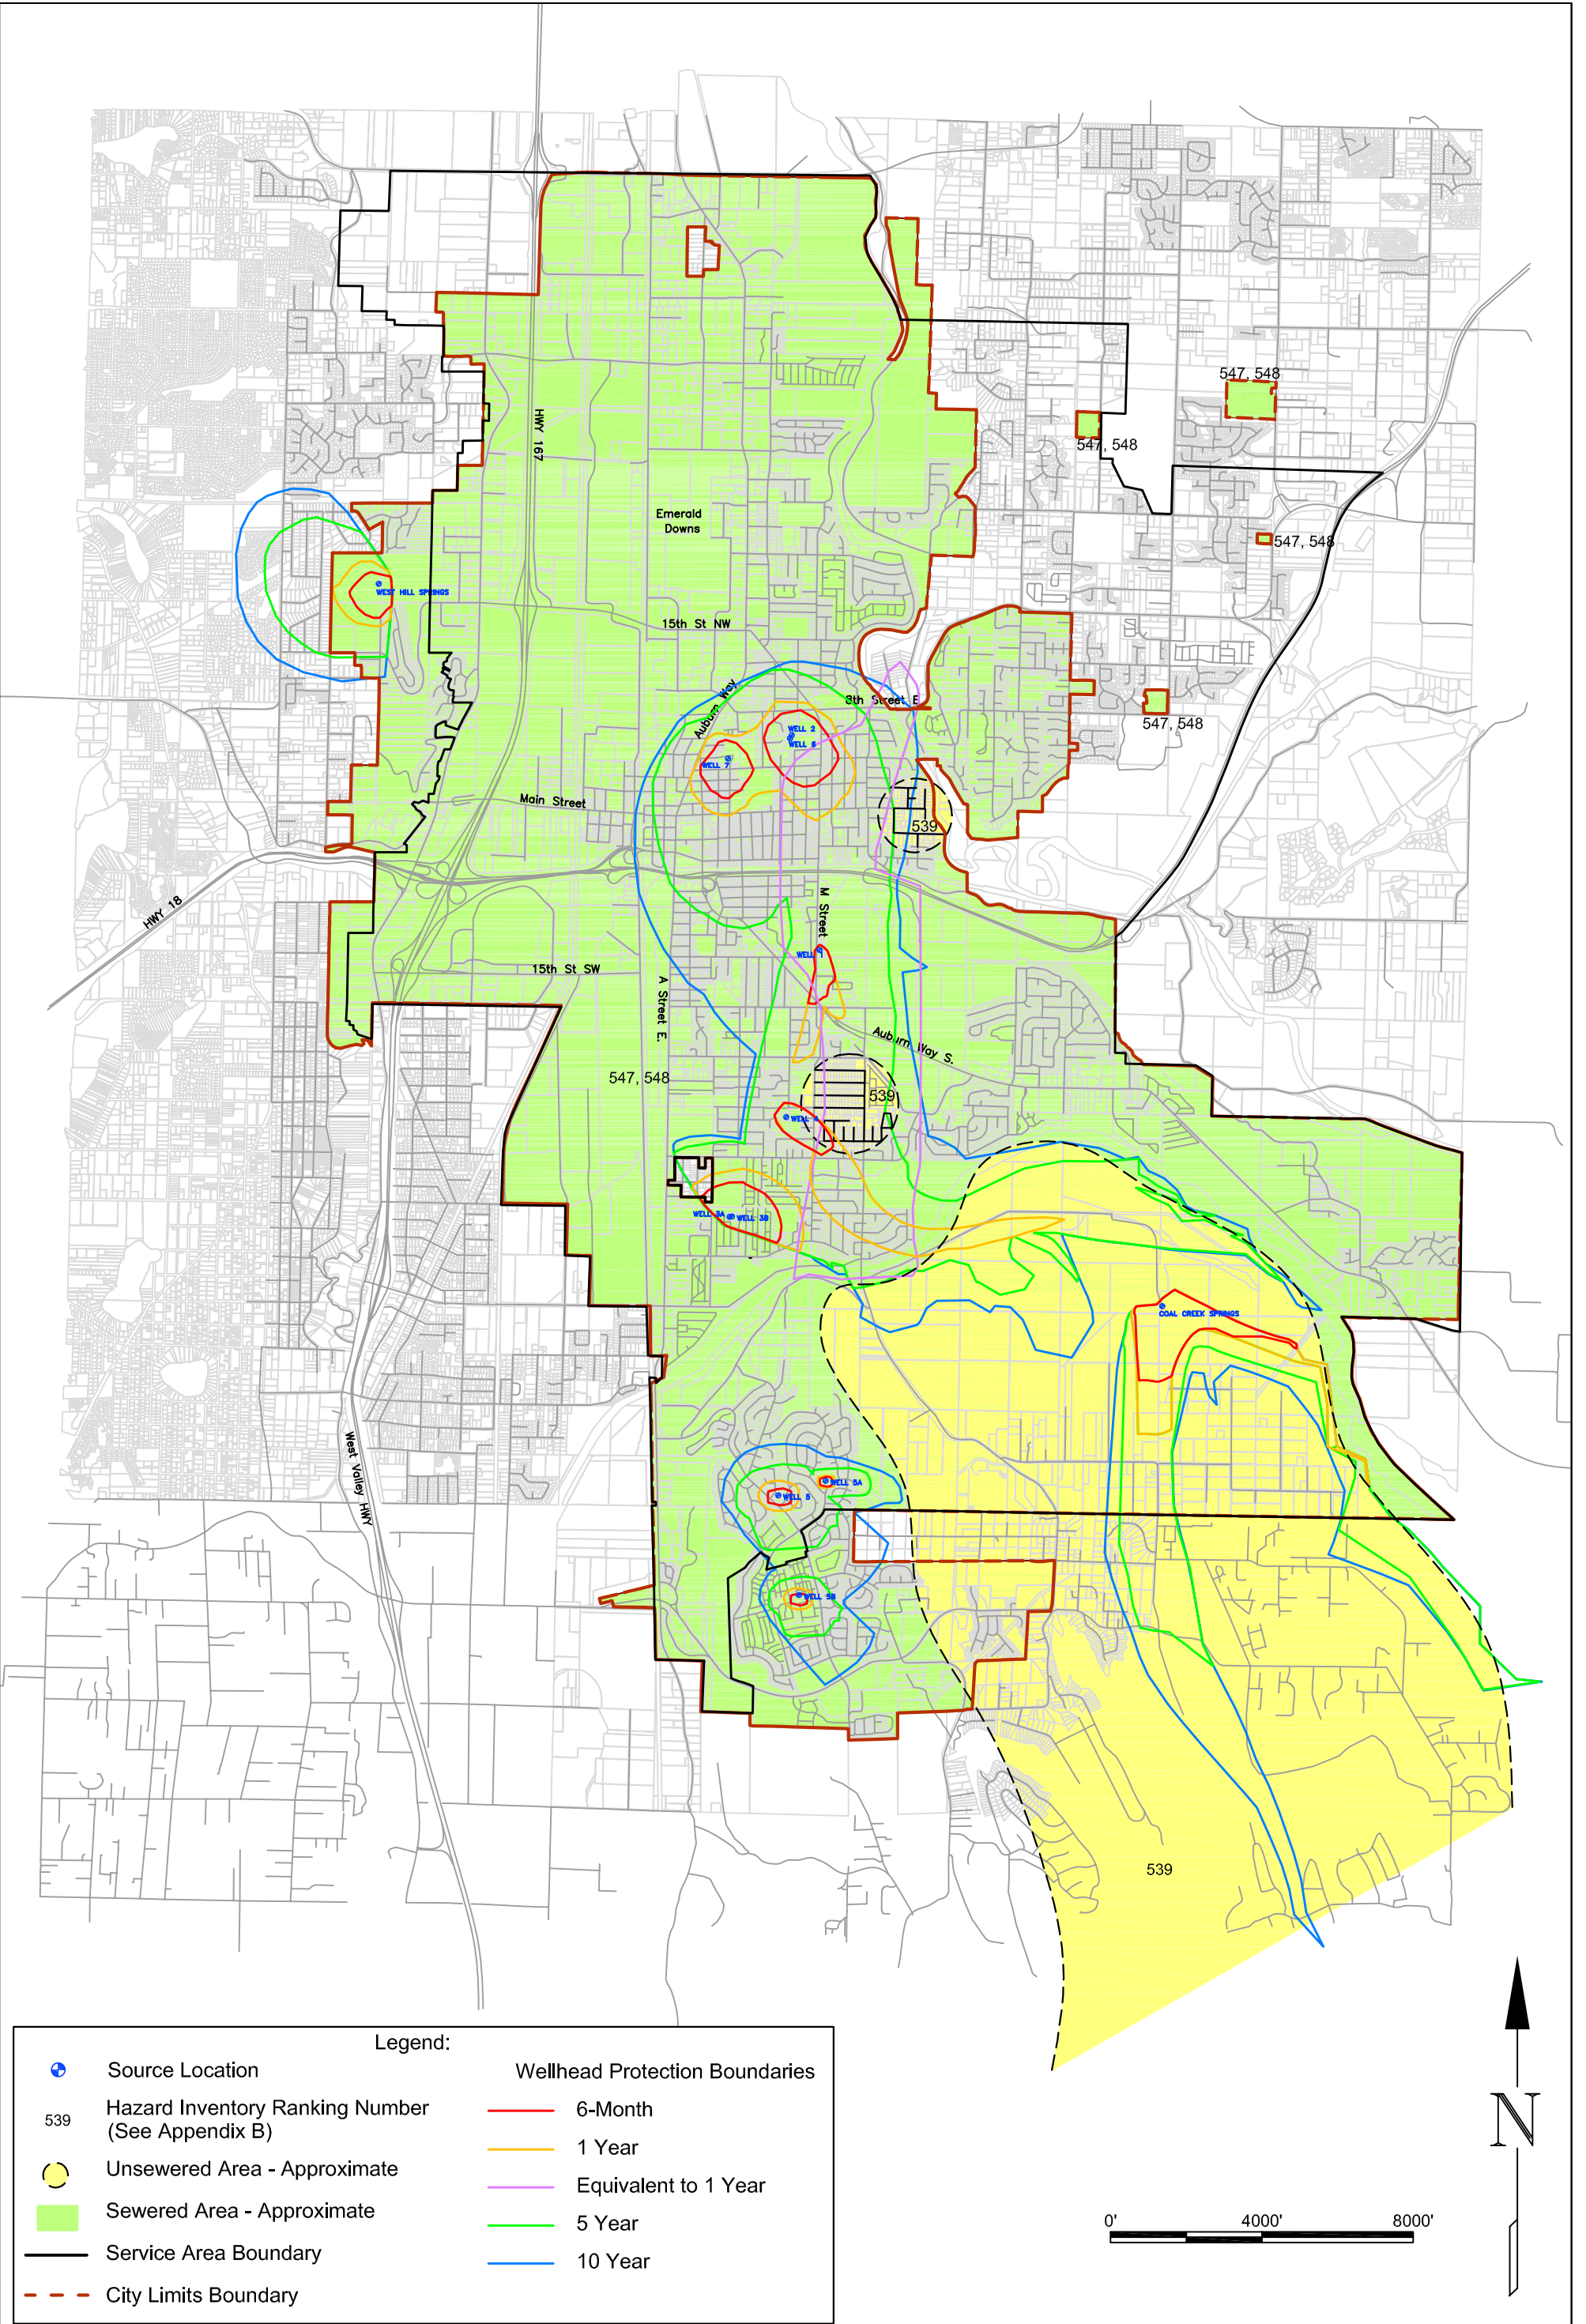 547, 548
547, 548
HWY 167
Emerald
Downs
547, 548
WEST HILL SPRINGS
15th St NW
Auburn Way
8th Street E
547, 548
WELL 2
WELL 6
WELL 7
Main Street
539
HWY 18
M Street
WELL 1
15th St SW
A Street E.
Auburn Way S.
547, 548
539
WELL 4
WELL 3A
WELL 3B
COAL CREEK SPRINGS
West Valley HWY
WELL 5A
WELL 5
WELL 5B
539
Legend:
Source Location
Wellhead Protection Boundaries
539
Hazard Inventory Ranking Number
(See Appendix B)
6-Month
1 Year
Unsewered Area - Approximate
Equivalent to 1 Year
Sewered Area - Approximate
5 Year
Service Area Boundary
10 Year
City Limits Boundary
N
0'
4000'
8000'